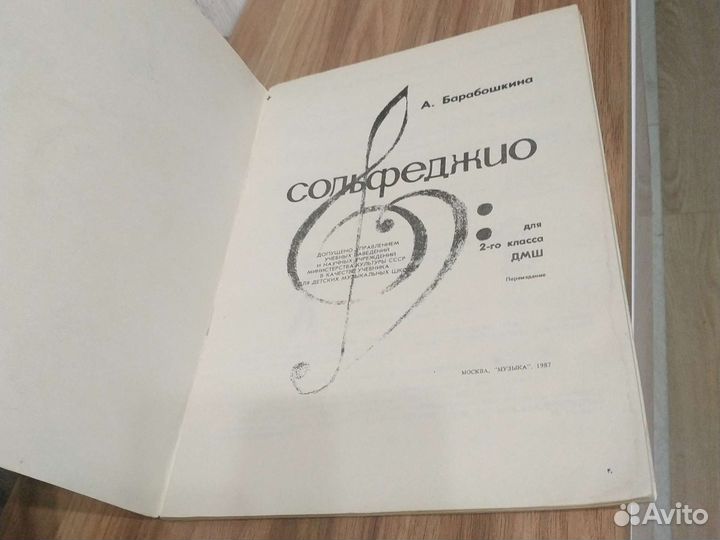 А. Барабошкина
сольфеджио
ДОПУЩЕНО УПРАВЛЕНИЕМ
УЧЕБНЫХ ЗАВЕДЕНИЙ
И НАУЧНЫХ УЧРЕЖДЕНИЙ
МИНИСТЕРСТВА КУЛЬТУРЫ СССР
В КАЧЕСТВЕ УЧЕБНИКА
ДЛЯ ДЕТСКИХ МУЗЫКАЛЬНЫХ ШКОЛ
для
2-го класса
ДМШ
Переиздание
МОСКВА, "МУЗЫКА", 1987
Avito